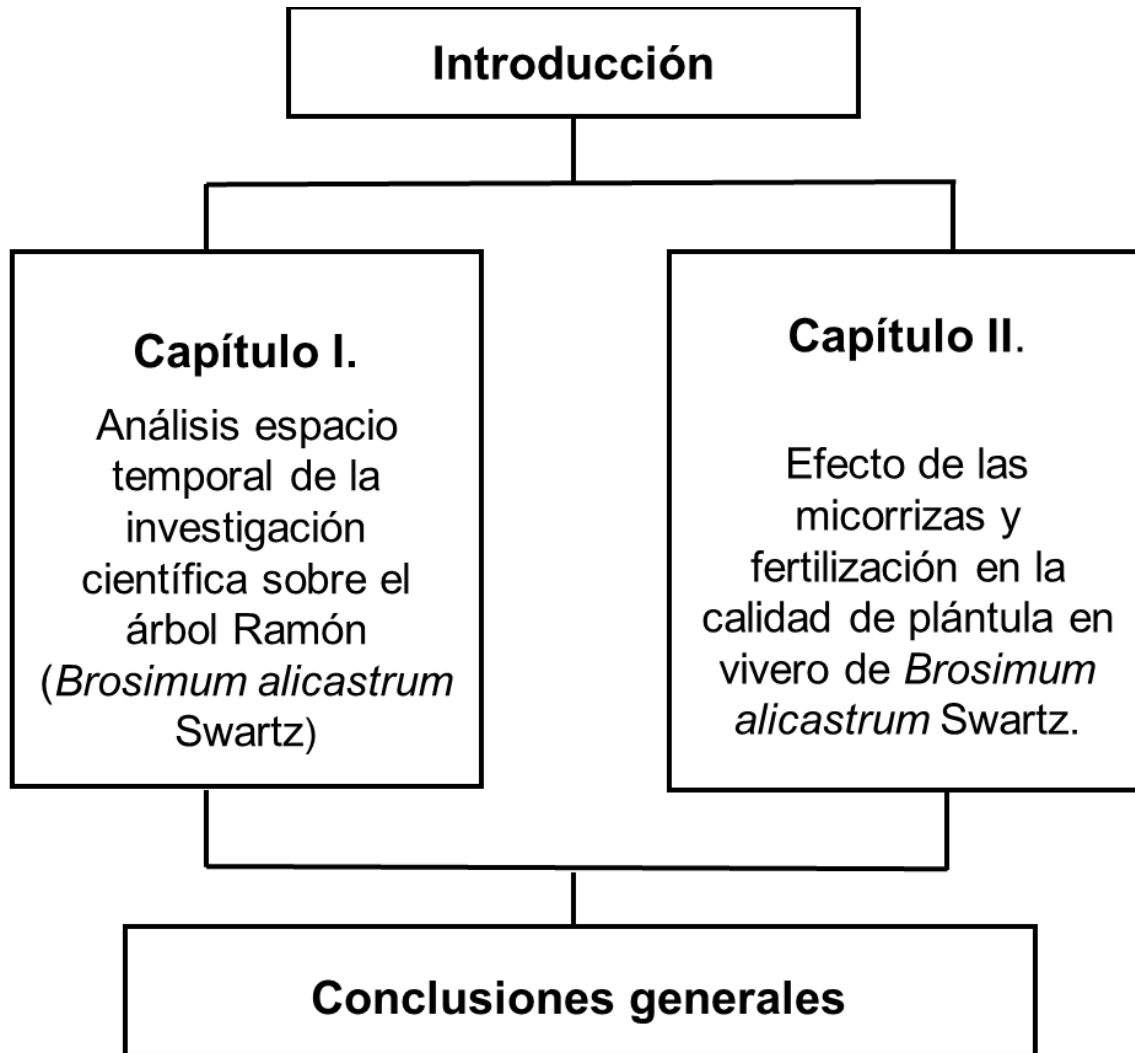 Introducción
Capítulo I.
Análisis espacio
temporal de la
investigación
científica sobre el
árbol Ramón
(Brosimum alicastrum
Swartz)
Capítulo II.
Efecto de las
micorrizas y
fertilización en la
calidad de plántula en
vivero de Brosimum
alicastrum Swartz.
Conclusiones generales